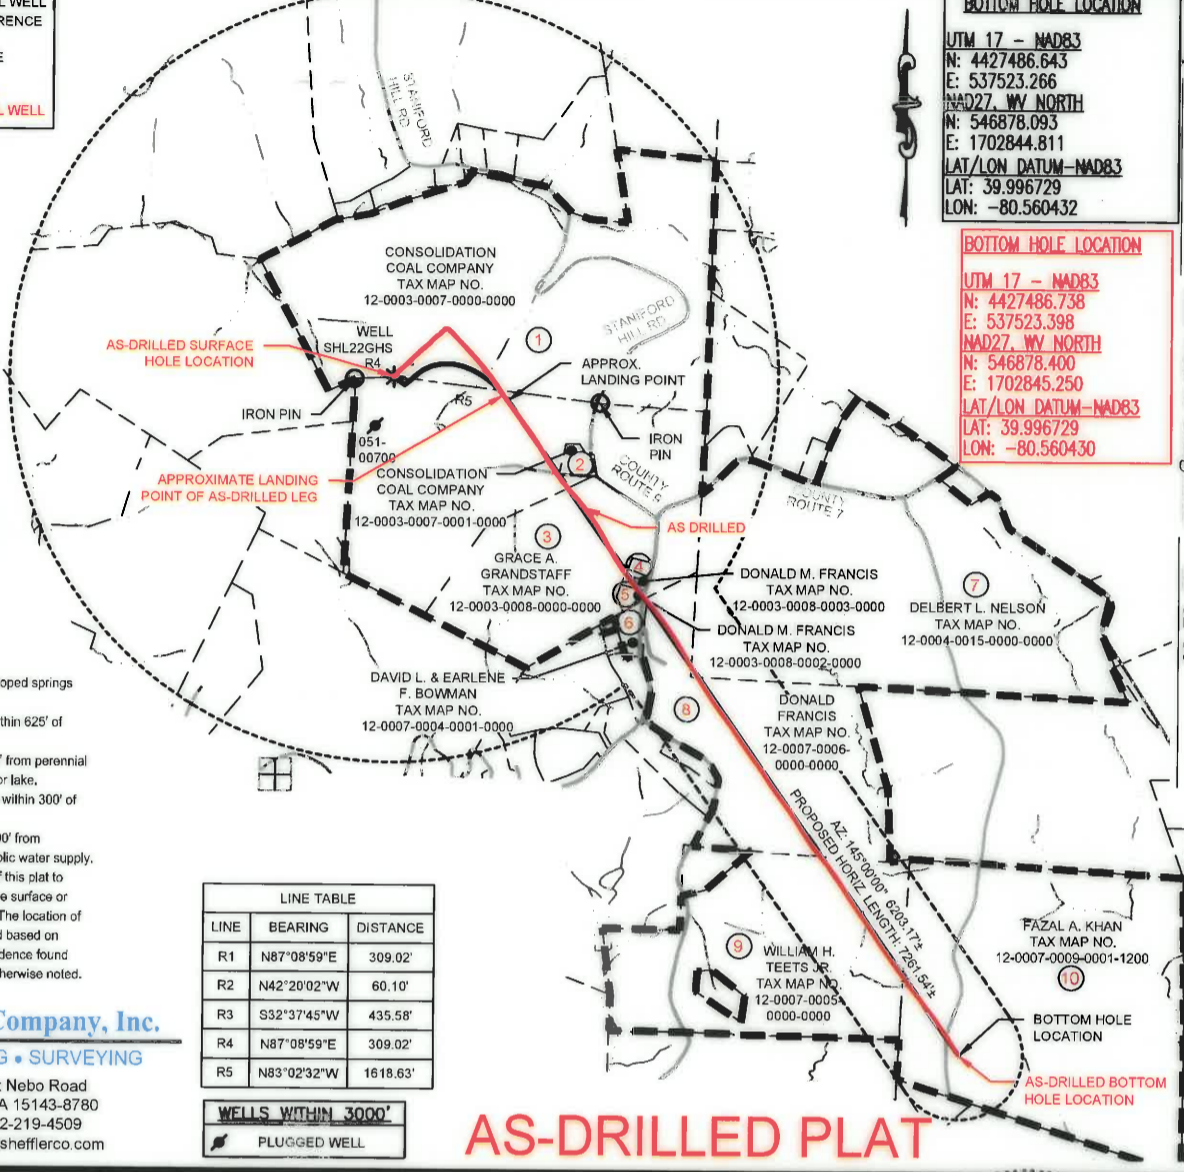 L WELL
RENCE
L WELL
STANIFORD
HILL RD
BOTTOM HOLE LOCATION
UTM 17 - NAD83
N: 4427486.643
E: 537523.266
NAD27, WV NORTH
N: 546878.093
E: 1702844.811
LAT/LON DATUM-NAD83
LAT: 39.996729
LON: -80.560432
BOTTOM HOLE LOCATION
UTM 17 - NAD83
N: 4427486.738
E: 537523.398
NAD27, WV NORTH
N: 546878.400
E: 1702845.250
LAT/LON DATUM-NAD83
LAT: 39.996729
LON: -80.560430
CONSOLIDATION
COAL COMPANY
TAX MAP NO.
12-0003-0007-0000-0000
STANIFORD
HILL RD
1
WELL
SHL22GHS
R4
AS-DRILLED SURFACE
HOLE LOCATION
APPROX.
LANDING POINT
R5
IRON PIN
IRON
PIN
051-
00700
APPROXIMATE LANDING
POINT OF AS-DRILLED LEG
CONSOLIDATION
COAL COMPANY
TAX MAP NO.
12-0003-0007-0001-0000
2
COUNTY
ROUTE 5
COUNTY
ROUTE 7
AS DRILLED
3
GRACE A.
GRANDSTAFF
TAX MAP NO.
12-0003-0008-0000-0000
4
5
6
DONALD M. FRANCIS
TAX MAP NO.
12-0003-0008-0003-0000
DONALD M. FRANCIS
TAX MAP NO.
12-0003-0008-0002-0000
7
DELBERT L. NELSON
TAX MAP NO.
12-0004-0015-0000-0000
DAVID L. & EARLENE
F. BOWMAN
TAX MAP NO.
12-0007-0004-0001-0000
8
DONALD
FRANCIS
TAX MAP NO.
12-0007-0006-
0000-0000
AZ: 145°00'00" 6203.17'±
PROPOSED HORIZ. LENGTH: 7261.54'±
9
WILLIAM H.
TEETS JR.
TAX MAP NO.
12-0007-0005-
0000-0000
FAZAL A. KHAN
TAX MAP NO.
12-0007-0009-0001-1200
10
BOTTOM HOLE
LOCATION
AS-DRILLED BOTTOM
HOLE LOCATION
oped springs
thin 625' of
' from perennial
or lake.
within 300' of
00' from
blic water supply.
f this plat to
e surface or
The location of
d based on
dence found
herwise noted.
Company, Inc.
G • SURVEYING
t Nebo Road
A 15143-8780
2-219-4509
shefflerco.com
LINE TABLE
LINE BEARING DISTANCE
R1 N87°08'59"E 309.02'
R2 N42°20'02"W 60.10'
R3 S32°37'45"W 435.58'
R4 N87°08'59"E 309.02'
R5 N83°02'32"W 1618.63'
WELLS WITHIN 3000'
PLUGGED WELL
AS-DRILLED PLAT